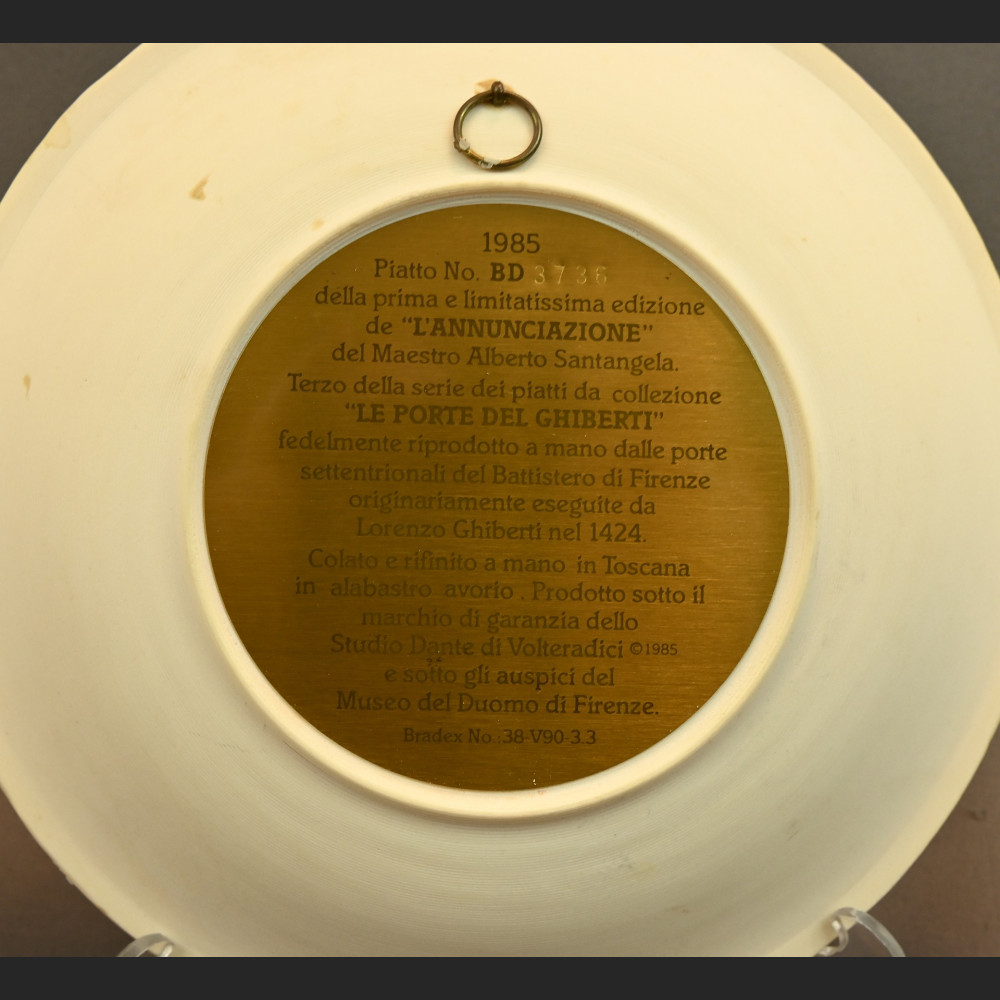 1985
Piatto No. BD 3736
della prima e limitatissima edizione
de "L'ANNUNCIAZIONE"
del Maestro Alberto Santangela.
Terzo della serie dei piatti da collezione
"LE PORTE DEL GHIBERTI"
fedelmente riprodotto a mano dalle porte
settentrionali del Battistero di Firenze
originariamente eseguite da
Lorenzo Ghiberti nel 1424.
Colato e rifinito a mano in Toscana
in alabastro avorio. Prodotto sotto il
marchio di garanzia dello
Studio Dante di Volteradici ©1985
e sotto gli auspici del
Museo del Duomo di Firenze.
Bradex No.:38-V90-3.3